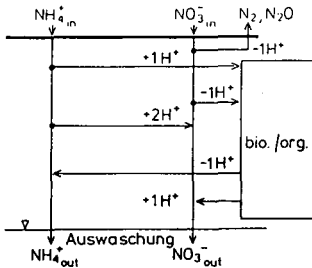 NH₄⁺in NO₃⁻in N₂, N₂O
-1H⁺
+1H⁺
-1H⁺
+2H⁺
bio./org.
-1H⁺
+1H⁺
Auswaschung
NH₄⁺out NO₃⁻out